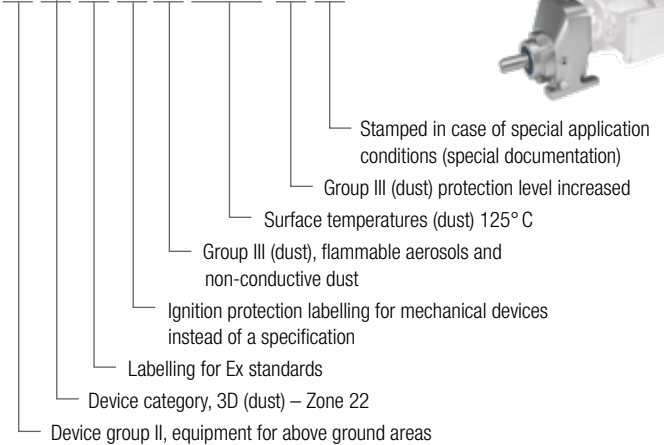 Stamped in case of special application
conditions (special documentation)
Group III (dust) protection level increased
Surface temperatures (dust) 125° C
Group III (dust), flammable aerosols and
non-conductive dust
Ignition protection labelling for mechanical devices
instead of a specification
Labelling for Ex standards
Device category, 3D (dust) – Zone 22
Device group II, equipment for above ground areas